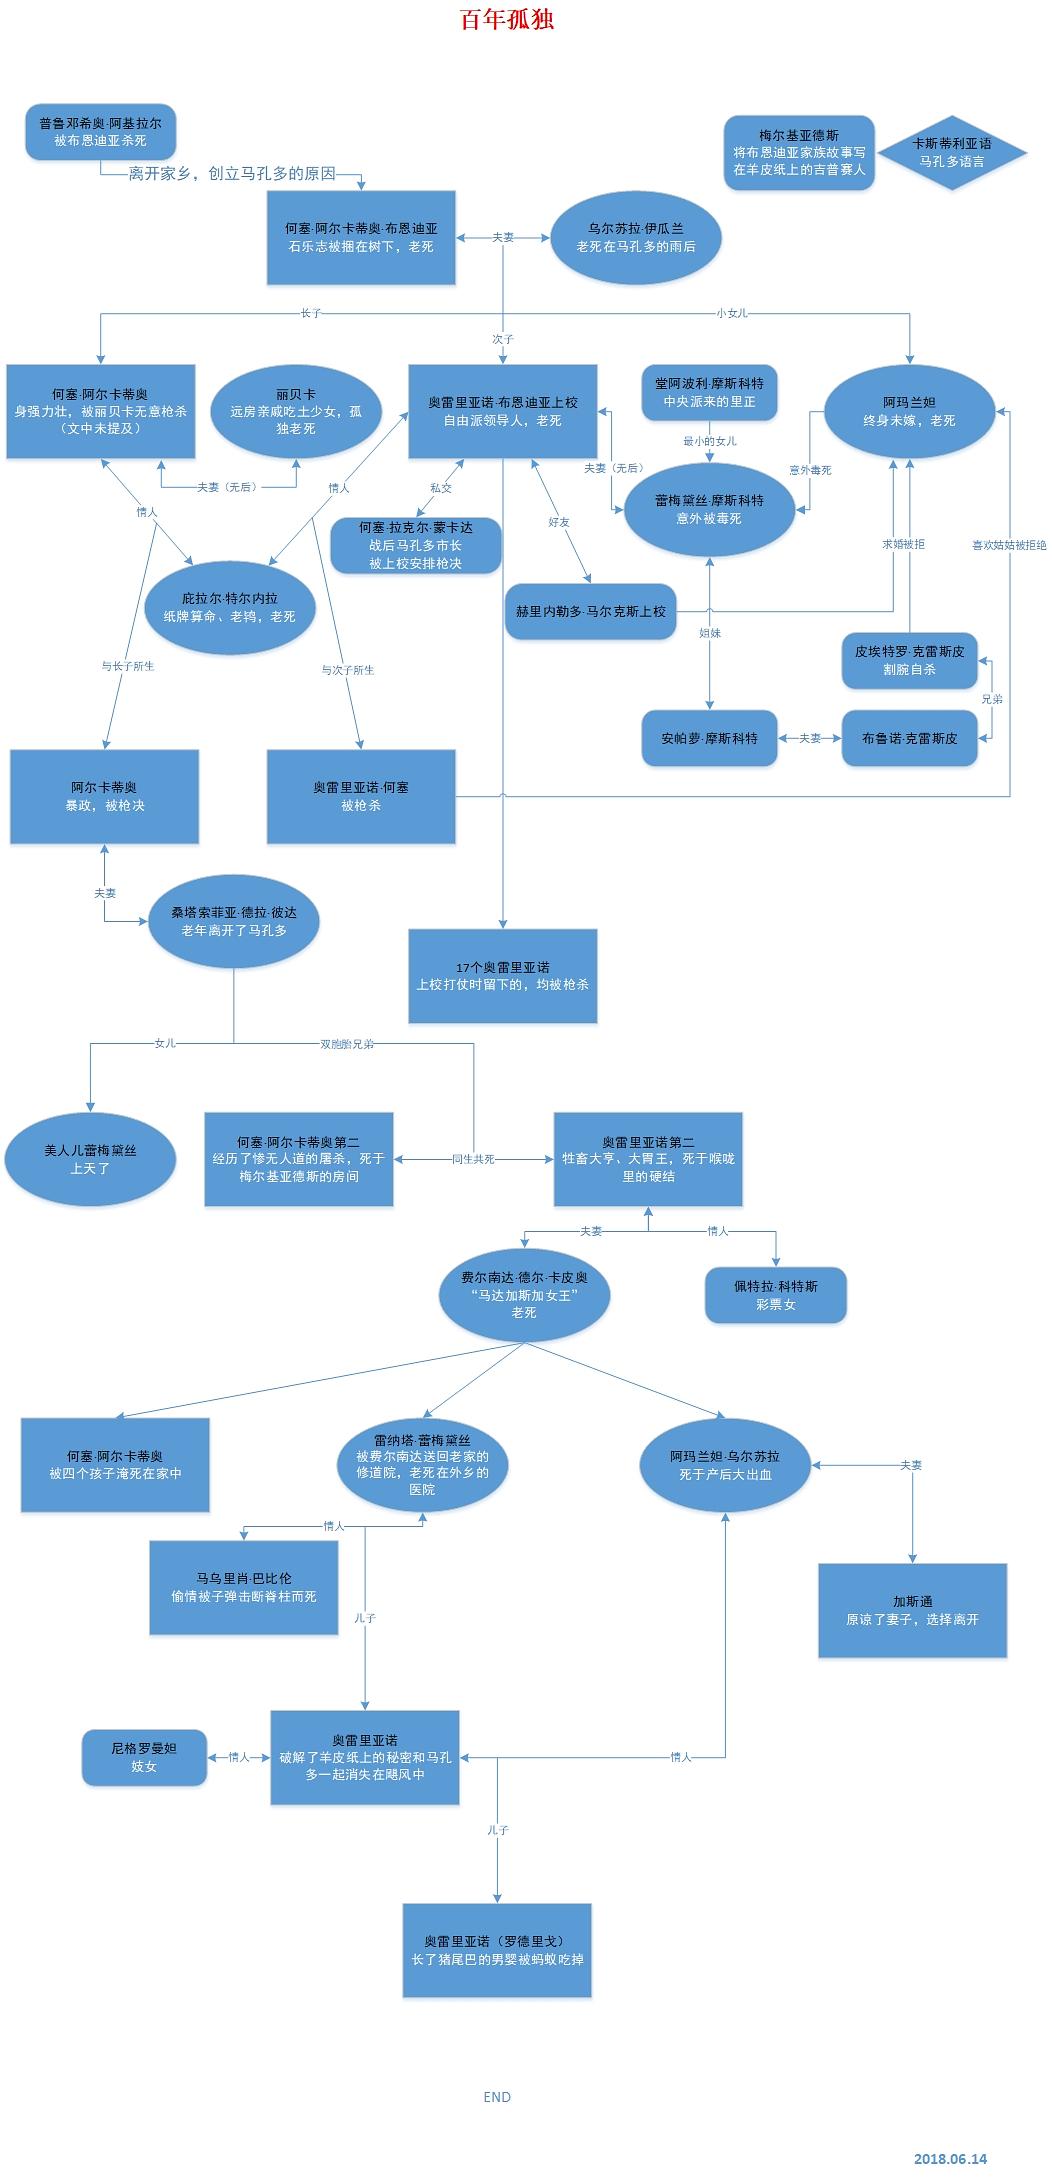 百年孤独
普鲁邓希奥·阿基拉尔
被布恩迪亚杀死
梅尔基亚德斯
将布恩迪亚家族故事写
在羊皮纸上的吉普赛人
卡斯蒂利亚语
马孔多语言
离开家乡，创立马孔多的原因
何塞·阿尔卡蒂奥·布恩迪亚
石乐志被捆在树下，老死
夫妻
乌尔苏拉·伊瓜兰
老死在马孔多的雨后
长子
小女儿
次子
何塞·阿尔卡蒂奥
身强力壮，被丽贝卡无意枪杀
（文中未提及）
丽贝卡
远房亲戚吃土少女，孤
独老死
奥雷里亚诺·布恩迪亚上校
自由派领导人，老死
堂阿波利·摩斯科特
中央派来的里正
阿玛兰妲
终身未嫁，老死
最小的女儿
夫妻（无后）
意外毒死
夫妻（无后）
情人
私交
情人
蕾梅黛丝·摩斯科特
意外被毒死
何塞·拉克尔·蒙卡达
战后马孔多市长
被上校安排枪决
好友
求婚被拒
喜欢姑姑被拒绝
庇拉尔·特尔内拉
纸牌算命、老鸨，老死
赫里内勒多·马尔克斯上校
姐妹
皮埃特罗·克雷斯皮
割腕自杀
与长子所生
与次子所生
兄弟
安帕萝·摩斯科特
夫妻
布鲁诺·克雷斯皮
阿尔卡蒂奥
暴政，被枪决
奥雷里亚诺·何塞
被枪杀
夫妻
桑塔索菲亚·德拉·彼达
老年离开了马孔多
17个奥雷里亚诺
上校打仗时留下的，均被枪杀
女儿
双胞胎兄弟
美人儿蕾梅黛丝
上天了
何塞·阿尔卡蒂奥第二
经历了惨无人道的屠杀，死于
梅尔基亚德斯的房间
同生共死
奥雷里亚诺第二
牲畜大亨、大胃王，死于喉咙
里的硬结
夫妻
情人
费尔南达·德尔·卡皮奥
“马达加斯加女王”
老死
佩特拉·科特斯
彩票女
何塞·阿尔卡蒂奥
被四个孩子淹死在家中
雷纳塔·蕾梅黛丝
被费尔南达送回老家的
修道院，老死在外乡的
医院
阿玛兰妲·乌尔苏拉
死于产后大出血
夫妻
情人
马乌里肖·巴比伦
偷情被子弹击断脊柱而死
加斯通
原谅了妻子，选择离开
儿子
尼格罗曼妲
妓女
情人
奥雷里亚诺
破解了羊皮纸上的秘密和马孔
多一起消失在飓风中
情人
儿子
奥雷里亚诺（罗德里戈）
长了猪尾巴的男婴被蚂蚁吃掉
END
2018.06.14